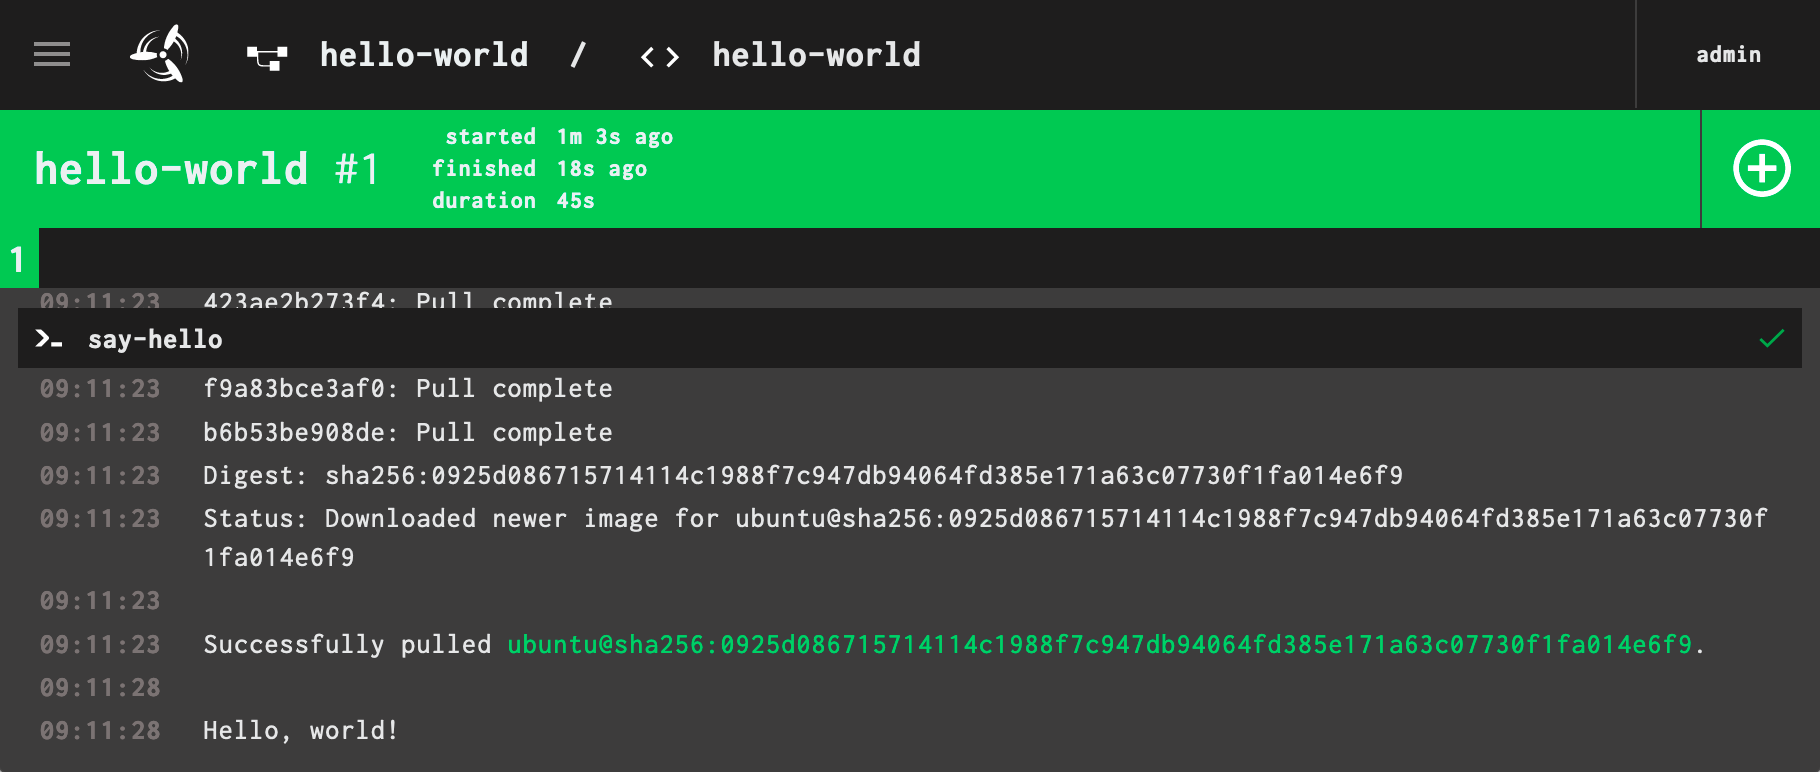 hello-world / <> hello-world
admin
hello-world #1
started 1m 3s ago
finished 18s ago
duration 45s
1
09:11:23 423ae2b273f4: Pull complete
say-hello
09:11:23 f9a83bce3af0: Pull complete
09:11:23 b6b53be908de: Pull complete
09:11:23 Digest: sha256:0925d086715714114c1988f7c947db94064fd385e171a63c07730f1fa014e6f9
09:11:23 Status: Downloaded newer image for ubuntu@sha256:0925d086715714114c1988f7c947db94064fd385e171a63c07730f
1fa014e6f9
09:11:23
09:11:23 Successfully pulled ubuntu@sha256:0925d086715714114c1988f7c947db94064fd385e171a63c07730f1fa014e6f9.
09:11:28
09:11:28 Hello, world!